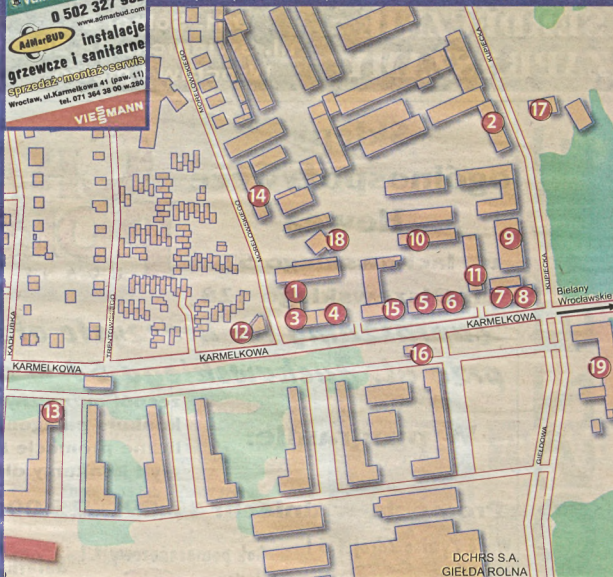 0 502 327
www.admarbud.com
AdMarBUD
instalacje
grzewcze i sanitarne
sprzedaż•montaż•serwis
Wrocław, ul.Karmelkowa 41 (paw. 11)
tel. 071 364 38 00 w.280
VIESSMANN
KUPIECKA
2
17
14
18
10
9
11
KUPIECKA
1
3
4
15
5
6
7
8
Bielany
Wrocławskie
KARMELKOWA
12
KARMELKOWA
16
KARMELKOWA
19
13
GIEŁDOWA
DCHRS S.A.
GIEŁDA ROLNA